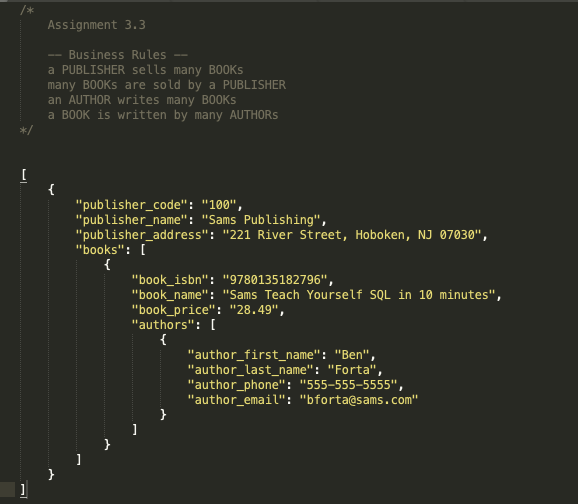 /*
    Assignment 3.3

    -- Business Rules --
    a PUBLISHER sells many BOOKs
    many BOOKs are sold by a PUBLISHER
    an AUTHOR writes many BOOKs
    a BOOK is written by many AUTHORs
*/


[
    {
        "publisher_code": "100",
        "publisher_name": "Sams Publishing",
        "publisher_address": "221 River Street, Hoboken, NJ 07030",
        "books": [
            {
                "book_isbn": "9780135182796",
                "book_name": "Sams Teach Yourself SQL in 10 minutes",
                "book_price": "28.49",
                "authors": [
                    {
                        "author_first_name": "Ben",
                        "author_last_name": "Forta",
                        "author_phone": "555-555-5555",
                        "author_email": "bforta@sams.com"
                    }
                ]
            }
        ]
    }
]